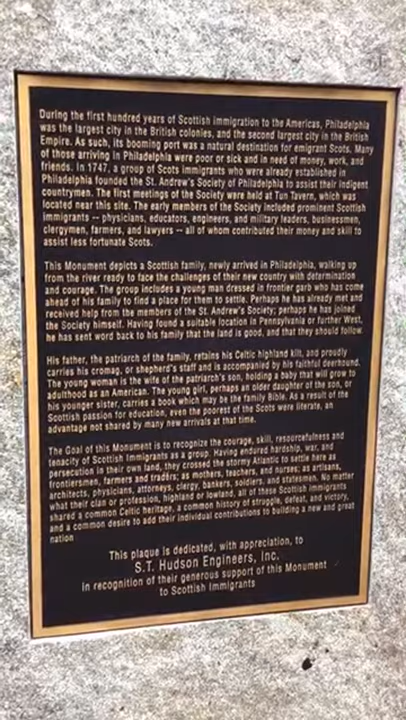 During the first hundred years of Scottish immigration to the Americas, Philadelphia
was the largest city in the British colonies, and the second largest city in the British
Empire. As such, its booming port was a natural destination for emigrant Scots. Many
of those arriving in Philadelphia were poor or sick and in need of money, work, and
friends. In 1747, a group of Scots immigrants who were already established in
Philadelphia founded the St. Andrew's Society of Philadelphia to assist their indigent
countrymen. The first meetings of the Society were held at Tun Tavern, which was
located near this site. The early members of the Society included prominent Scottish
immigrants -- physicians, educators, engineers, and military leaders, businessmen,
clergymen, farmers, and lawyers -- all of whom contributed their money and skill to
assist less fortunate Scots.
This Monument depicts a Scottish family, newly arrived in Philadelphia, walking up
from the river ready to face the challenges of their new country with determination
and courage. The group includes a young man dressed in frontier garb who has come
ahead of his family to find a place for them to settle. Perhaps he has already met and
received help from the members of the St. Andrew's Society; perhaps he has joined
the Society himself. Having found a suitable location in Pennsylvania or further West,
he has sent word back to his family that the land is good, and that they should follow.
His father, the patriarch of the family, retains his Celtic highland kilt, and proudly
carries his cromag, or shepherd's staff and is accompanied by his faithful deerhound.
The young woman is the wife of the patriarch's son, holding a baby that will grow to
adulthood as an American. The young girl, perhaps an older daughter of the son, or
his younger sister, carries a book which may be the family Bible. As a result of the
Scottish passion for education, even the poorest of the Scots were literate, an
advantage not shared by many new arrivals at that time.
The Goal of this Monument is to recognize the courage, skill, resourcefulness and
tenacity of Scottish Immigrants as a group. Having endured hardship, war, and
persecution in their own land, they crossed the stormy Atlantic to settle here as
frontiersmen, farmers and traders; as mothers, teachers, and nurses; as artisans,
architects, physicians, attorneys, clergy, bankers, soldiers, and statesmen. No matter
what their clan or profession, highland or lowland, all of these Scottish immigrants
shared a common Celtic heritage, a common history of struggle, defeat, and victory,
and a common desire to add their individual contributions to building a new and great
nation
This plaque is dedicated, with appreciation, to
S.T. Hudson Engineers, Inc.
in recognition of their generous support of this Monument
to Scottish Immigrants